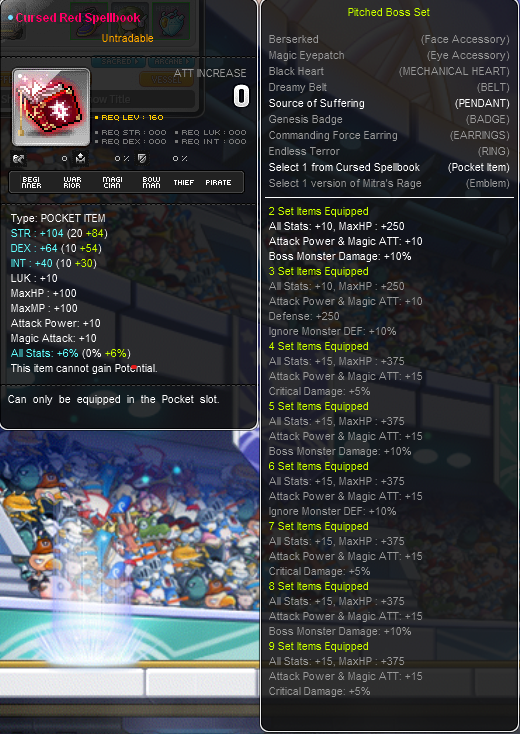 Cursed Red Spellbook
Untradable
ATT INCREASE
0
REQ LEV : 160
REQ STR : 000 REQ LUK : 000
REQ DEX : 000 REQ INT : 000
0 0 % 0 %
BEGINNER WARRIOR MAGICIAN BOWMAN THIEF PIRATE
Type: POCKET ITEM
STR : +104 (20 +84)
DEX : +64 (10 +54)
INT : +40 (10 +30)
LUK : +10
MaxHP : +100
MaxMP : +100
Attack Power: +10
Magic Attack: +10
All Stats: +6% (0% +6%)
This item cannot gain Potential.
Can only be equipped in the Pocket slot.
Pitched Boss Set
Berserked (Face Accessory)
Magic Eyepatch (Eye Accessory)
Black Heart (MECHANICAL HEART)
Dreamy Belt (BELT)
Source of Suffering (PENDANT)
Genesis Badge (BADGE)
Commanding Force Earring (EARRINGS)
Endless Terror (RING)
Select 1 from Cursed Spellbook (Pocket Item)
Select 1 version of Mitra's Rage (Emblem)
2 Set Items Equipped
All Stats: +10, MaxHP : +250
Attack Power & Magic ATT: +10
Boss Monster Damage: +10%
3 Set Items Equipped
All Stats: +10, MaxHP : +250
Attack Power & Magic ATT: +10
Defense: +250
Ignore Monster DEF: +10%
4 Set Items Equipped
All Stats: +15, MaxHP : +375
Attack Power & Magic ATT: +15
Critical Damage: +5%
5 Set Items Equipped
All Stats: +15, MaxHP : +375
Attack Power & Magic ATT: +15
Boss Monster Damage: +10%
6 Set Items Equipped
All Stats: +15, MaxHP : +375
Attack Power & Magic ATT: +15
Ignore Monster DEF: +10%
7 Set Items Equipped
All Stats: +15, MaxHP : +375
Attack Power & Magic ATT: +15
Critical Damage: +5%
8 Set Items Equipped
All Stats: +15, MaxHP : +375
Attack Power & Magic ATT: +15
Boss Monster Damage: +10%
9 Set Items Equipped
All Stats: +15, MaxHP : +375
Attack Power & Magic ATT: +15
Critical Damage: +5%